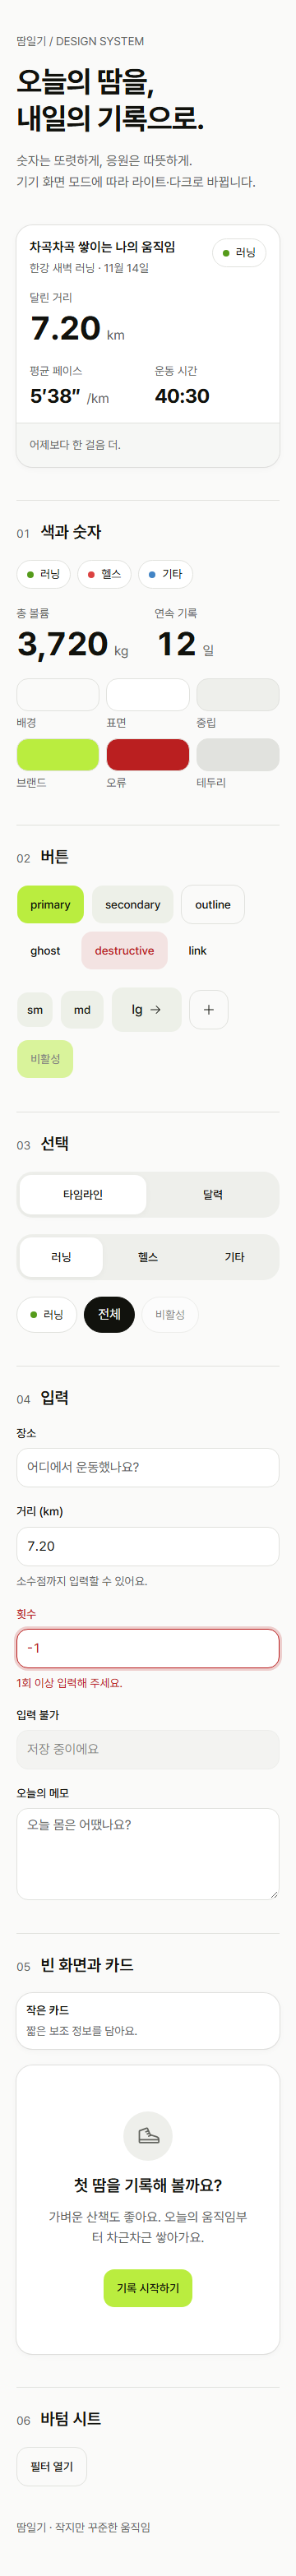 땀일기 / DESIGN SYSTEM
오늘의 땀을,
내일의 기록으로.
숫자는 또렷하게, 응원은 따뜻하게.
기기 화면 모드에 따라 라이트·다크로 바뀝니다.
차곡차곡 쌓이는 나의 움직임
러닝
한강 새벽 러닝 · 11월 14일
달린 거리
7.20 km
평균 페이스
운동 시간
5′38″ /km
40:30
어제보다 한 걸음 더.
01 색과 숫자
러닝
헬스
기타
총 볼륨
연속 기록
3,720 kg
12 일
배경
표면
중립
브랜드
오류
테두리
02 버튼
primary
secondary
outline
ghost
destructive
link
sm
md
lg →
+
비활성
03 선택
타임라인
달력
러닝
헬스
기타
러닝
전체
비활성
04 입력
장소
어디에서 운동했나요?
거리 (km)
7.20
소수점까지 입력할 수 있어요.
횟수
-1
1회 이상 입력해 주세요.
입력 불가
저장 중이에요
오늘의 메모
오늘 몸은 어땠나요?
05 빈 화면과 카드
작은 카드
짧은 보조 정보를 담아요.
첫 땀을 기록해 볼까요?
가벼운 산책도 좋아요. 오늘의 움직임부
터 차근차근 쌓아가요.
기록 시작하기
06 바텀 시트
필터 열기
땀일기 · 작지만 꾸준한 움직임